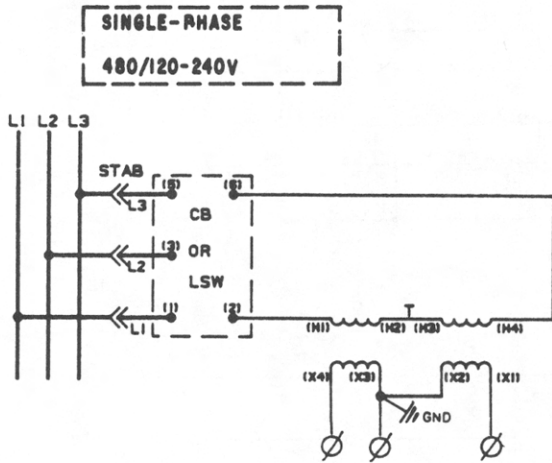 SINGLE-PHASE
480/120-240V
L1 L2 L3
STAB
(5) (6)
L3
CB
(3) OR
L2
LSW
(1) (2)
L1
(H1) (H2) (H3) (H4)
(X4) (X3) (X2) (X1)
GND